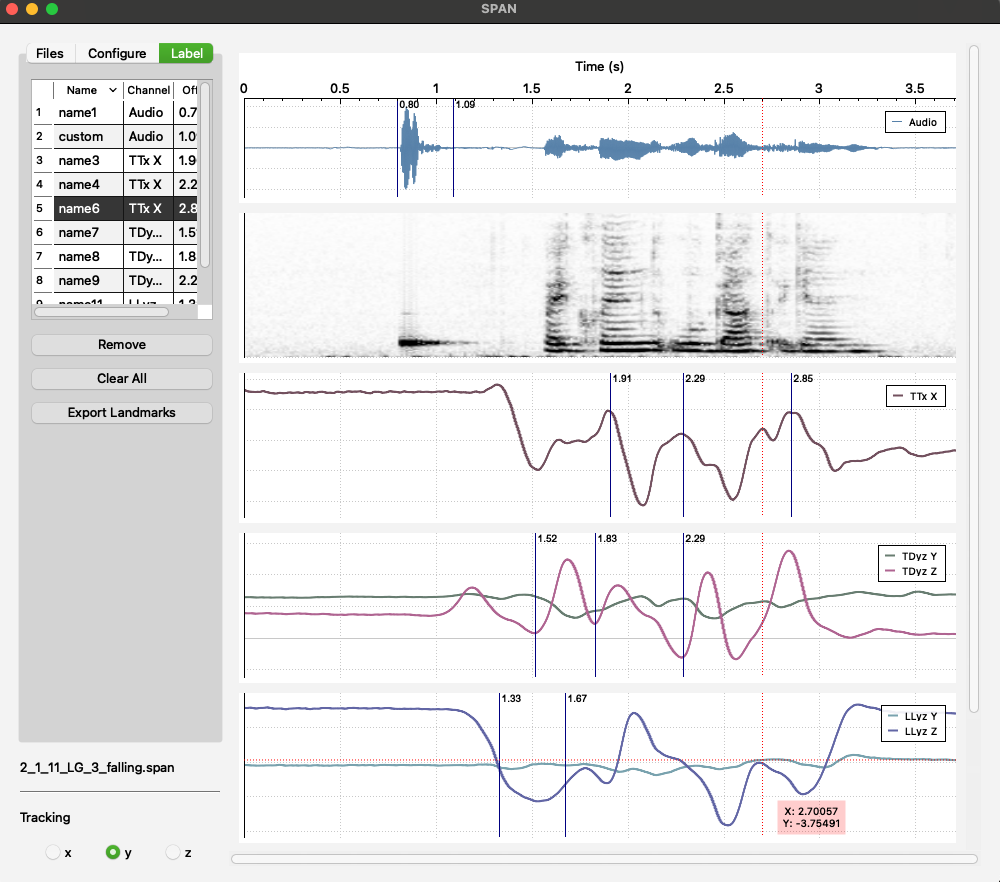 SPAN
Files Configure Label
Name Channel Off
1 name1 Audio 0.7
2 custom Audio 1.0
3 name3 TTx X 1.9
4 name4 TTx X 2.2
5 name6 TTx X 2.8
6 name7 TDy... 1.5
7 name8 TDy... 1.8
8 name9 TDy... 2.2
9 name11 LLyz 1.3
Remove
Clear All
Export Landmarks
2_1_11_LG_3_falling.span
Tracking
x y z
Time (s)
0 0.5 1 1.5 2 2.5 3 3.5
0.80 1.09
Audio
1.91 2.29 2.85
TTx X
1.52 1.83 2.29
TDyz Y
TDyz Z
1.33 1.67
LLyz Y
LLyz Z
X: 2.70057
Y: -3.75491